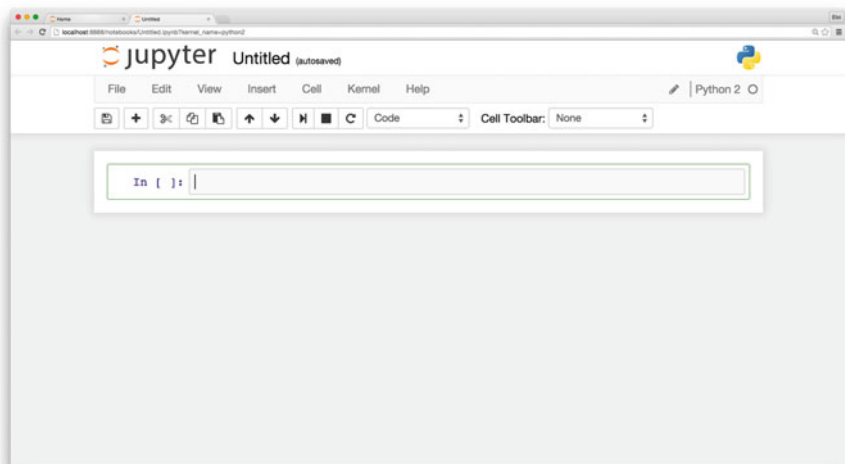 Home
Untitled
Elsi
localhost:8888/notebooks/Untitled.ipynb?kernel_name=python2
jupyter Untitled (autosaved)
File Edit View Insert Cell Kernel Help
Python 2
Code
Cell Toolbar: None
In [ ]: